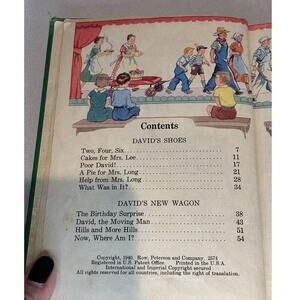 Contents
DAVID'S SHOES
Two, Four, Six 7
Cakes for Mrs. Lee 11
Poor David! 17
A Pie for Mrs. Long 21
Help from Mrs. Long 28
What Was in It? 34
DAVID'S NEW WAGON
The Birthday Surprise 38
David, the Moving Man 43
Hills and More Hills 51
Now, Where Am I? 54
Copyright, 1940, Row, Peterson and Company. 2574
Registered in U.S. Patent Office. Printed in the U.S.A.
International and Imperial Copyright secured
All rights reserved for all countries, including the right of translation.